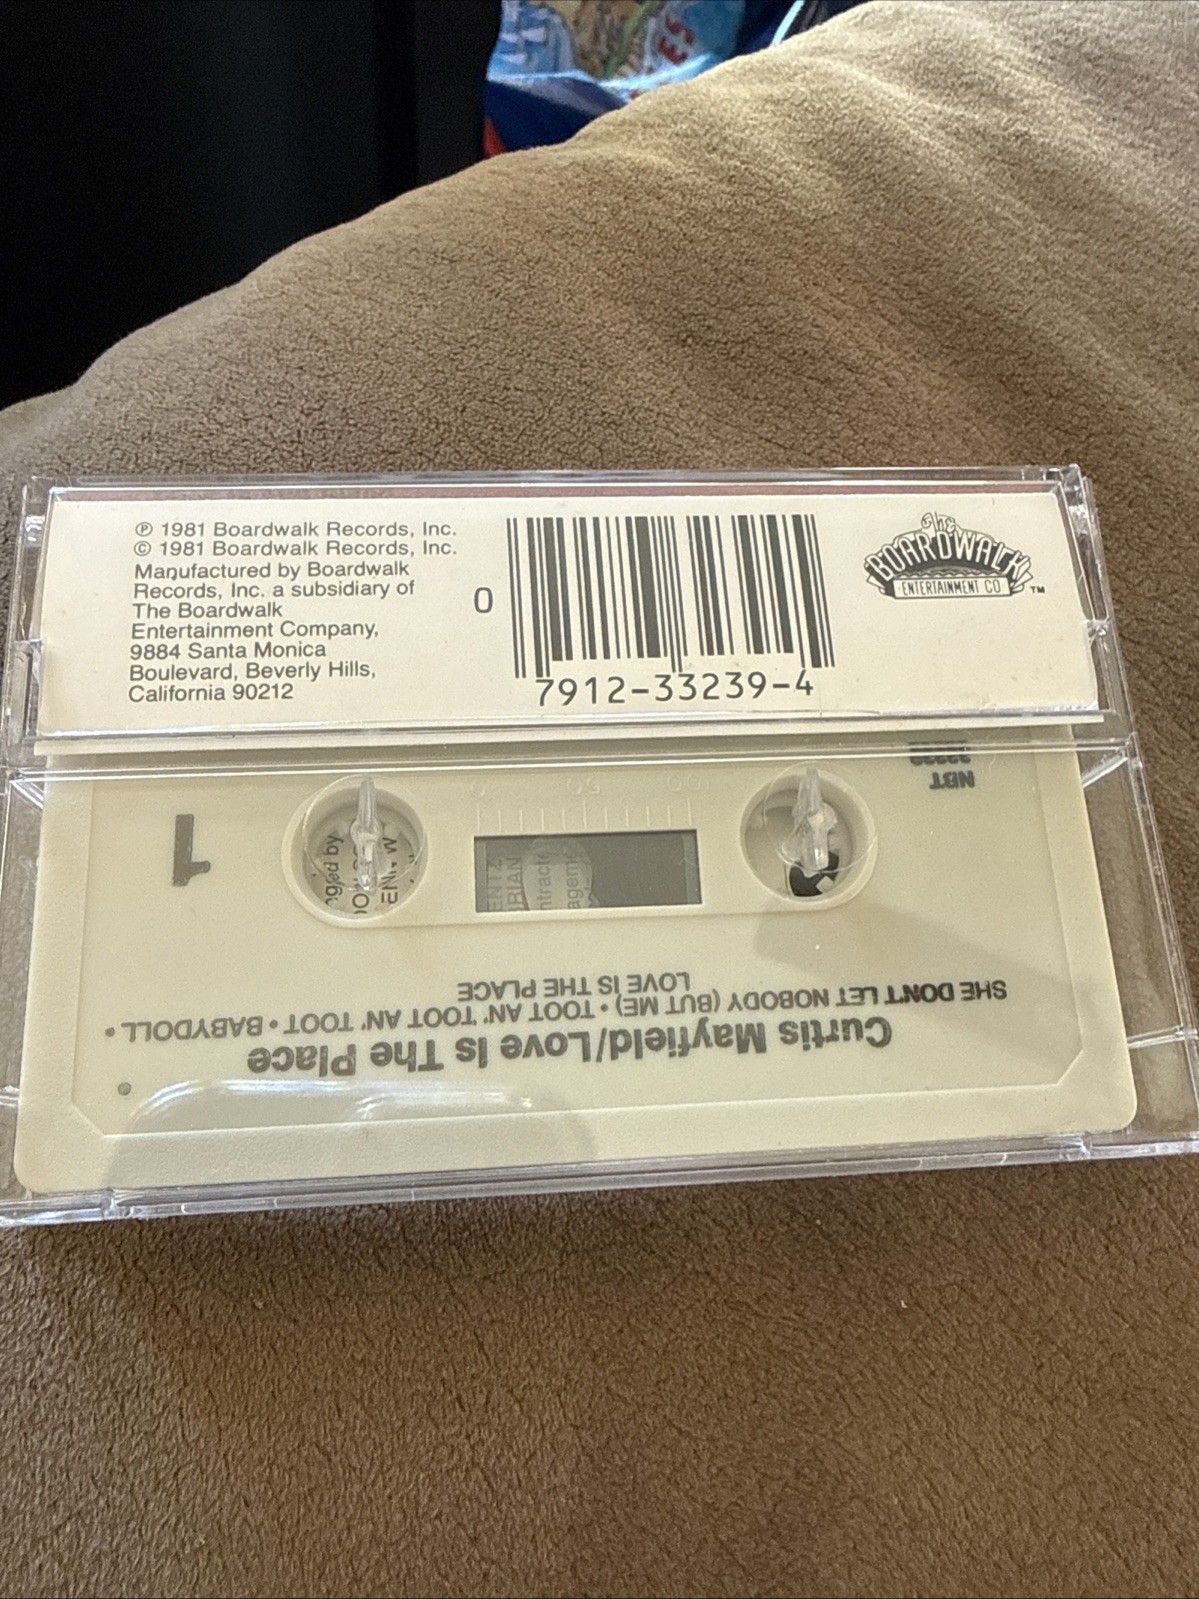 ℗ 1981 Boardwalk Records, Inc.
© 1981 Boardwalk Records, Inc.
Manufactured by Boardwalk
Records, Inc. a subsidiary of
The Boardwalk
Entertainment Company,
9884 Santa Monica
Boulevard, Beverly Hills,
California 90212
0
7912-33239-4
The
BOARDWALK
ENTERTAINMENT CO
TM
NBT
1
0 50 100
Curtis Mayfield/Love Is The Place
SHE DON'T LET NOBODY (BUT ME) • TOOT AN' TOOT AN' TOOT • BABYDOLL •
LOVE IS THE PLACE